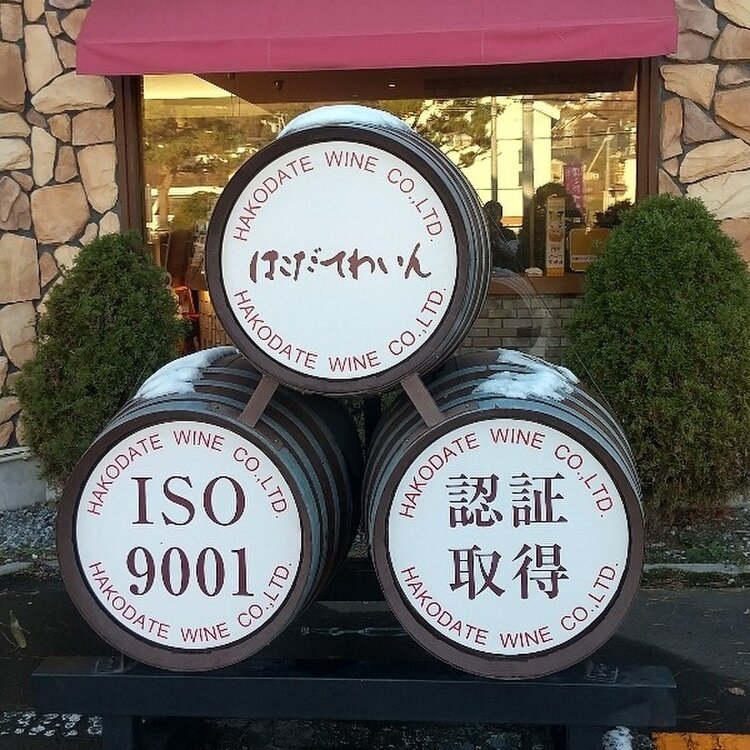 HAKODATE WINE CO.,LTD.
はこだてわいん
HAKODATE WINE CO.,LTD.
HAKODATE WINE CO.,LTD.
ISO
9001
HAKODATE WINE CO.,LTD.
HAKODATE WINE CO.,LTD.
認証
取得
HAKODATE WINE CO.,LTD.